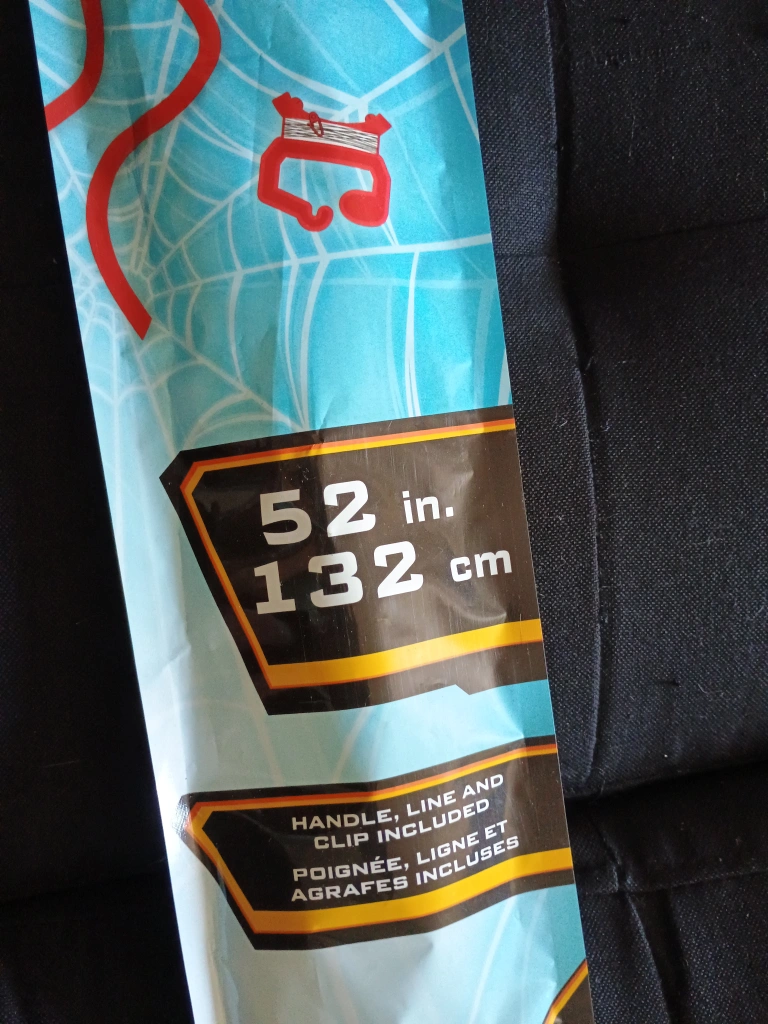 52 in.
132 cm
HANDLE, LINE AND
CLIP INCLUDED
POIGNÉE, LIGNE ET
AGRAFES INCLUSES